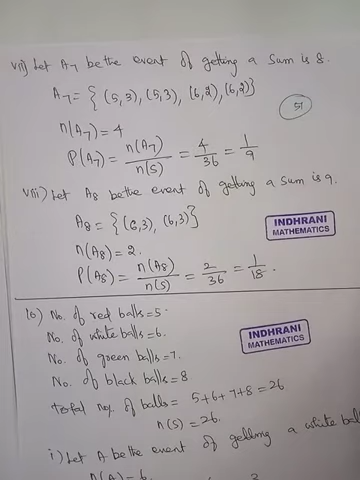 vii) Let A7 be the event of getting a sum is 8.
A7 = { (5,3), (5,3), (6,2), (6,2)}
57
n(A7) = 4
P(A7) = n(A7)/n(S) = 4/36 = 1/9
viii) Let A8 be the event of getting a sum is 9.
A8 = { (6,3), (6,3)}
INDHRANI
MATHEMATICS
n(A8) = 2.
P(A8) = n(A8)/n(S) = 2/36 = 1/18.
10) No. of red balls = 5.
No. of white balls = 6.
INDHRANI
MATHEMATICS
No. of green balls = 7.
No. of black balls = 8
Total no. of balls = 5+6+7+8 = 26
n(S) = 26.
i) Let A be the event of getting a white ball
n(A) = 6.